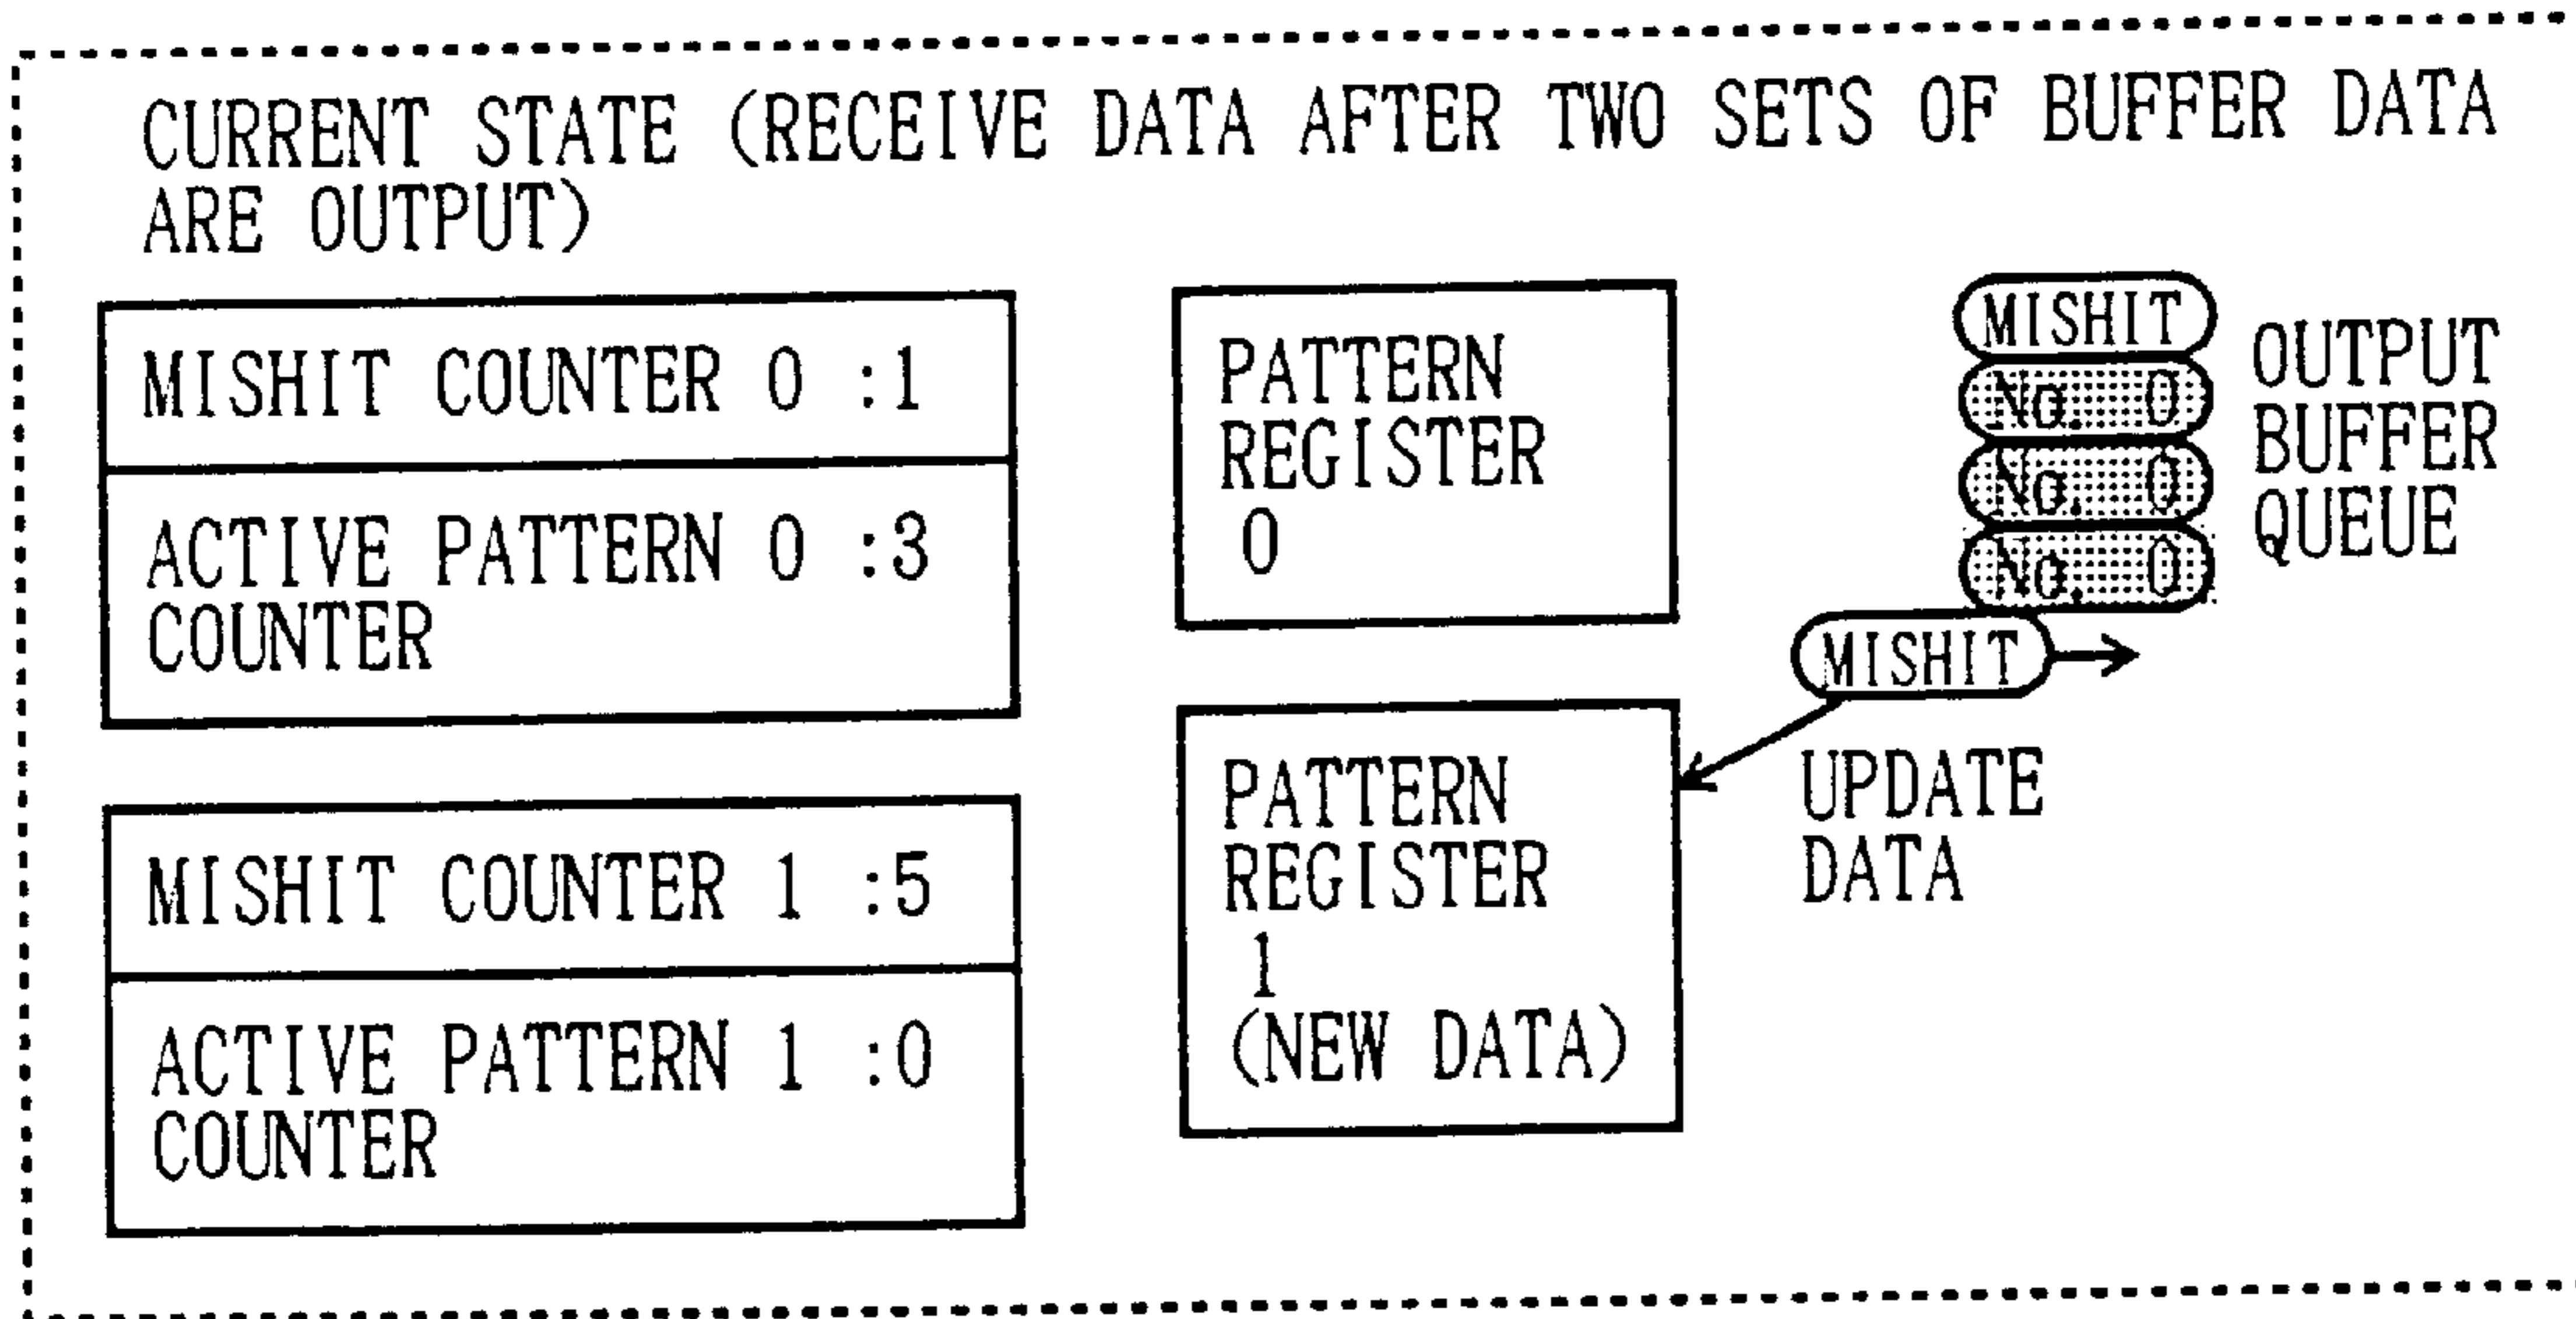 CURRENT STATE (RECEIVE DATA AFTER TWO SETS OF BUFFER DATA
ARE OUTPUT)
MISHIT COUNTER 0 :1
ACTIVE PATTERN 0 :3
COUNTER
MISHIT COUNTER 1 :5
ACTIVE PATTERN 1 :0
COUNTER
PATTERN
REGISTER
0
PATTERN
REGISTER
1
(NEW DATA)
MISHIT
No. 0
No. 0
No. 0
MISHIT
OUTPUT
BUFFER
QUEUE
UPDATE
DATA